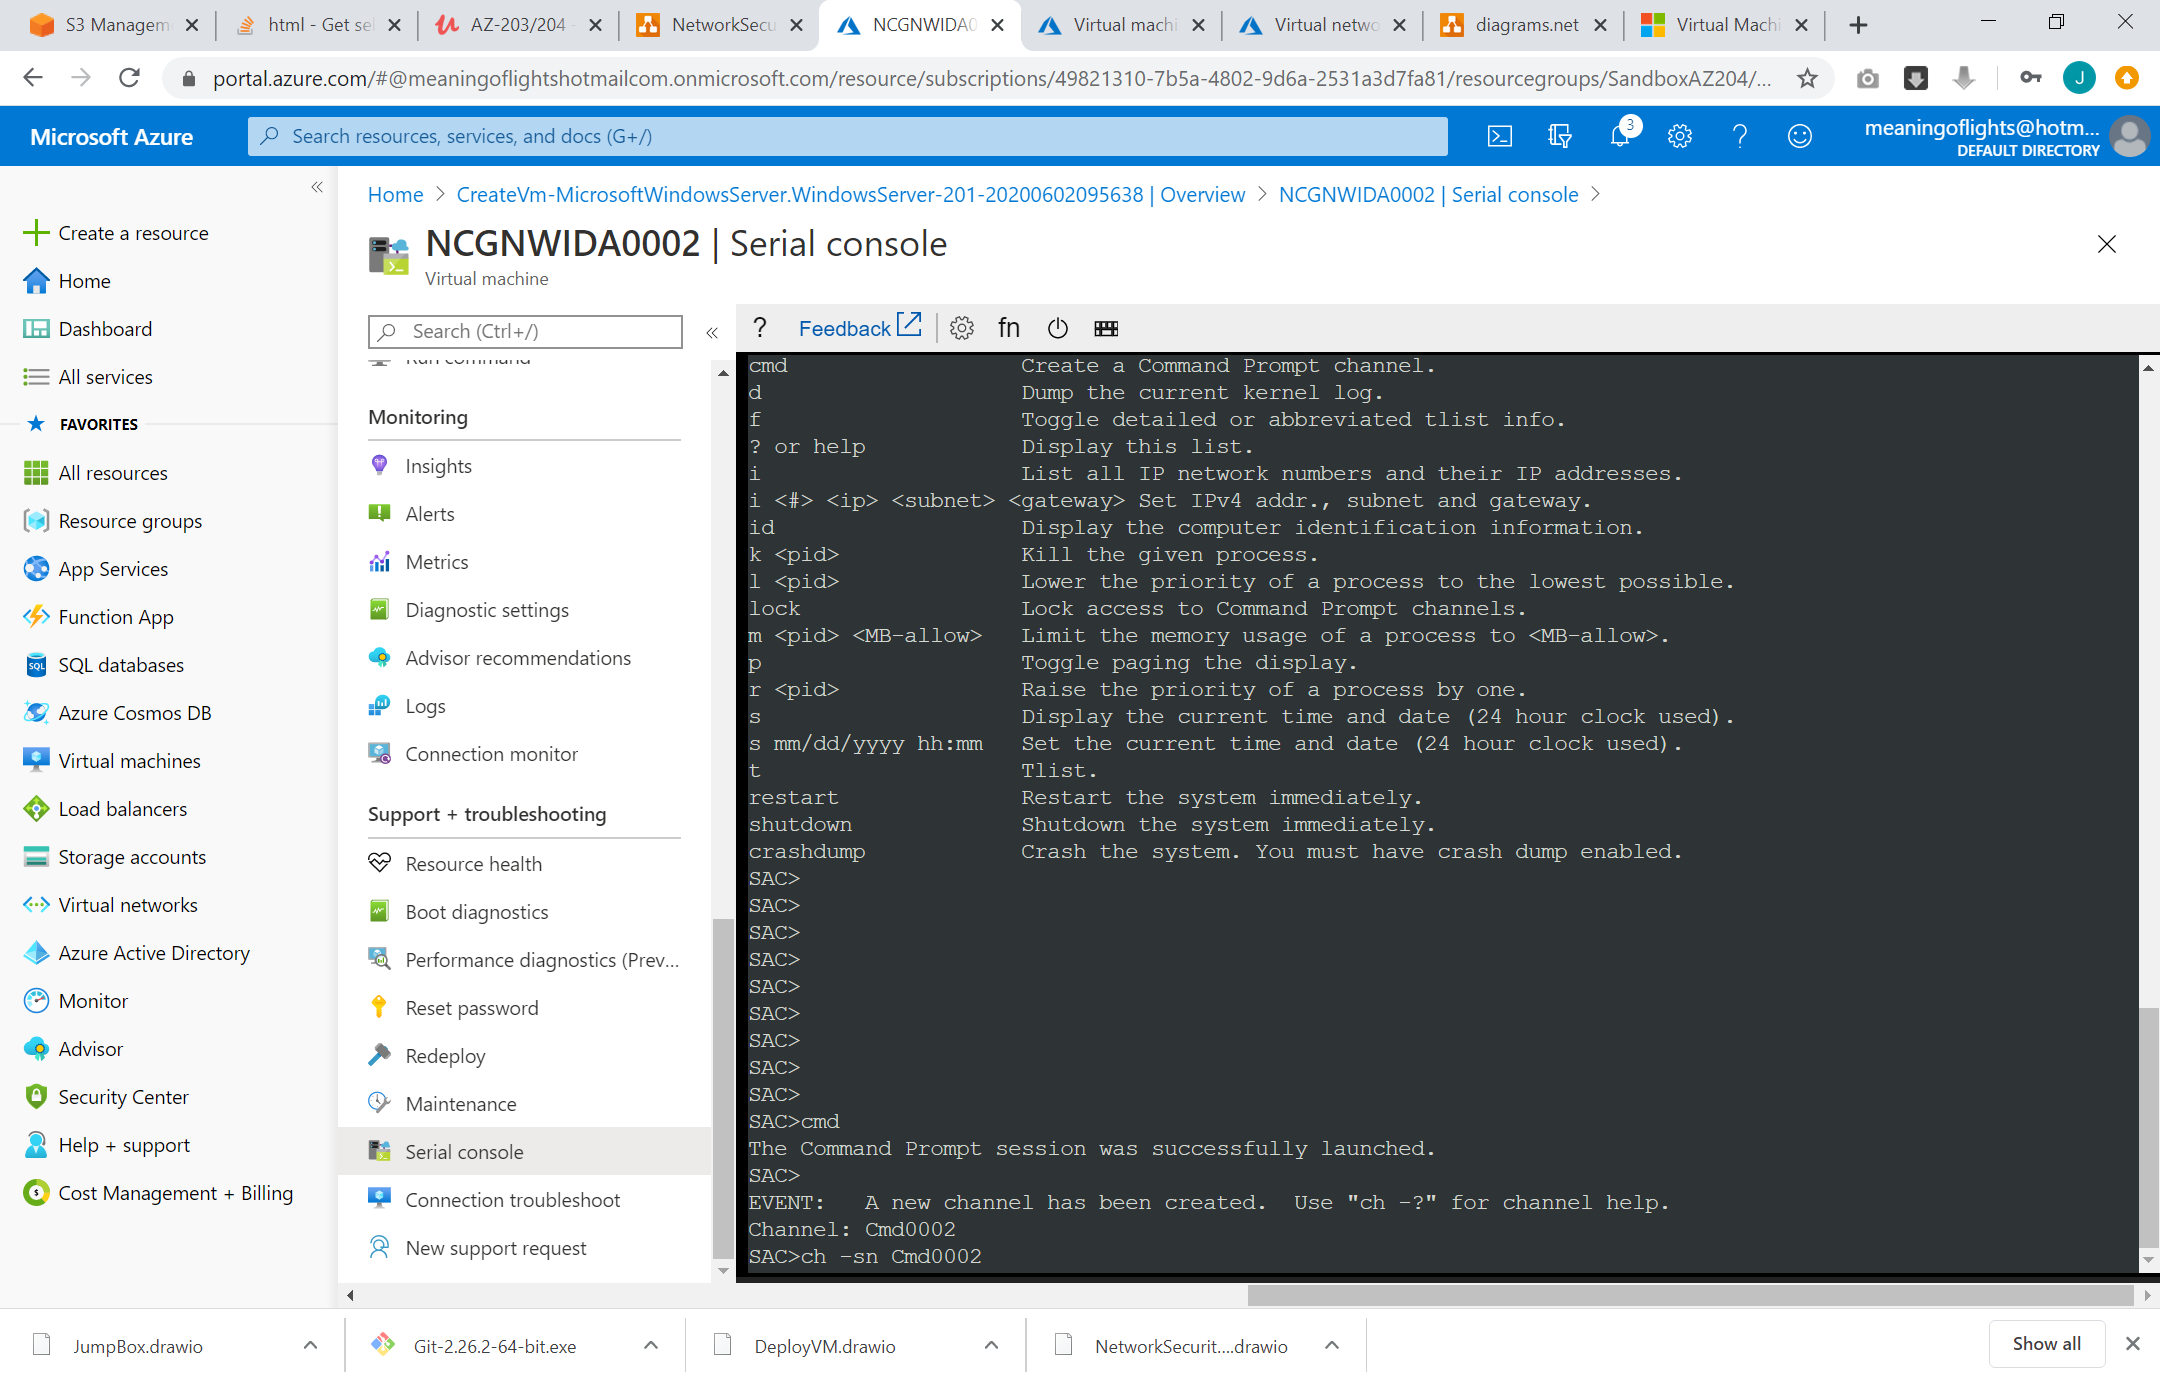 S3 Managem
html - Get sel
AZ-203/204 -
NetworkSecu
NCGNWIDA0
Virtual machi
Virtual netwo
diagrams.net
Virtual Machi
portal.azure.com/#@meaningoflightshotmailcom.onmicrosoft.com/resource/subscriptions/49821310-7b5a-4802-9d6a-2531a3d7fa81/resourcegroups/SandboxAZ204/...
J
Microsoft Azure
Search resources, services, and docs (G+/)
3
meaningoflights@hotm...
DEFAULT DIRECTORY
Create a resource
Home
Dashboard
All services
FAVORITES
All resources
Resource groups
App Services
Function App
SQL databases
Azure Cosmos DB
Virtual machines
Load balancers
Storage accounts
Virtual networks
Azure Active Directory
Monitor
Advisor
Security Center
Help + support
Cost Management + Billing
Home > CreateVm-MicrosoftWindowsServer.WindowsServer-201-20200602095638 | Overview > NCGNWIDA0002 | Serial console >
NCGNWIDA0002 | Serial console
Virtual machine
Search (Ctrl+/)
Run command
Monitoring
Insights
Alerts
Metrics
Diagnostic settings
Advisor recommendations
Logs
Connection monitor
Support + troubleshooting
Resource health
Boot diagnostics
Performance diagnostics (Prev...
Reset password
Redeploy
Maintenance
Serial console
Connection troubleshoot
New support request
? Feedback fn
cmd Create a Command Prompt channel.
d Dump the current kernel log.
f Toggle detailed or abbreviated tlist info.
? or help Display this list.
i List all IP network numbers and their IP addresses.
i <#> <ip> <subnet> <gateway> Set IPv4 addr., subnet and gateway.
id Display the computer identification information.
k <pid> Kill the given process.
l <pid> Lower the priority of a process to the lowest possible.
lock Lock access to Command Prompt channels.
m <pid> <MB-allow> Limit the memory usage of a process to <MB-allow>.
p Toggle paging the display.
r <pid> Raise the priority of a process by one.
s Display the current time and date (24 hour clock used).
s mm/dd/yyyy hh:mm Set the current time and date (24 hour clock used).
t Tlist.
restart Restart the system immediately.
shutdown Shutdown the system immediately.
crashdump Crash the system. You must have crash dump enabled.
SAC>
SAC>
SAC>
SAC>
SAC>
SAC>
SAC>
SAC>
SAC>
SAC>cmd
The Command Prompt session was successfully launched.
SAC>
EVENT: A new channel has been created. Use "ch -?" for channel help.
Channel: Cmd0002
SAC>ch -sn Cmd0002
JumpBox.drawio
Git-2.26.2-64-bit.exe
DeployVM.drawio
NetworkSecurit....drawio
Show all